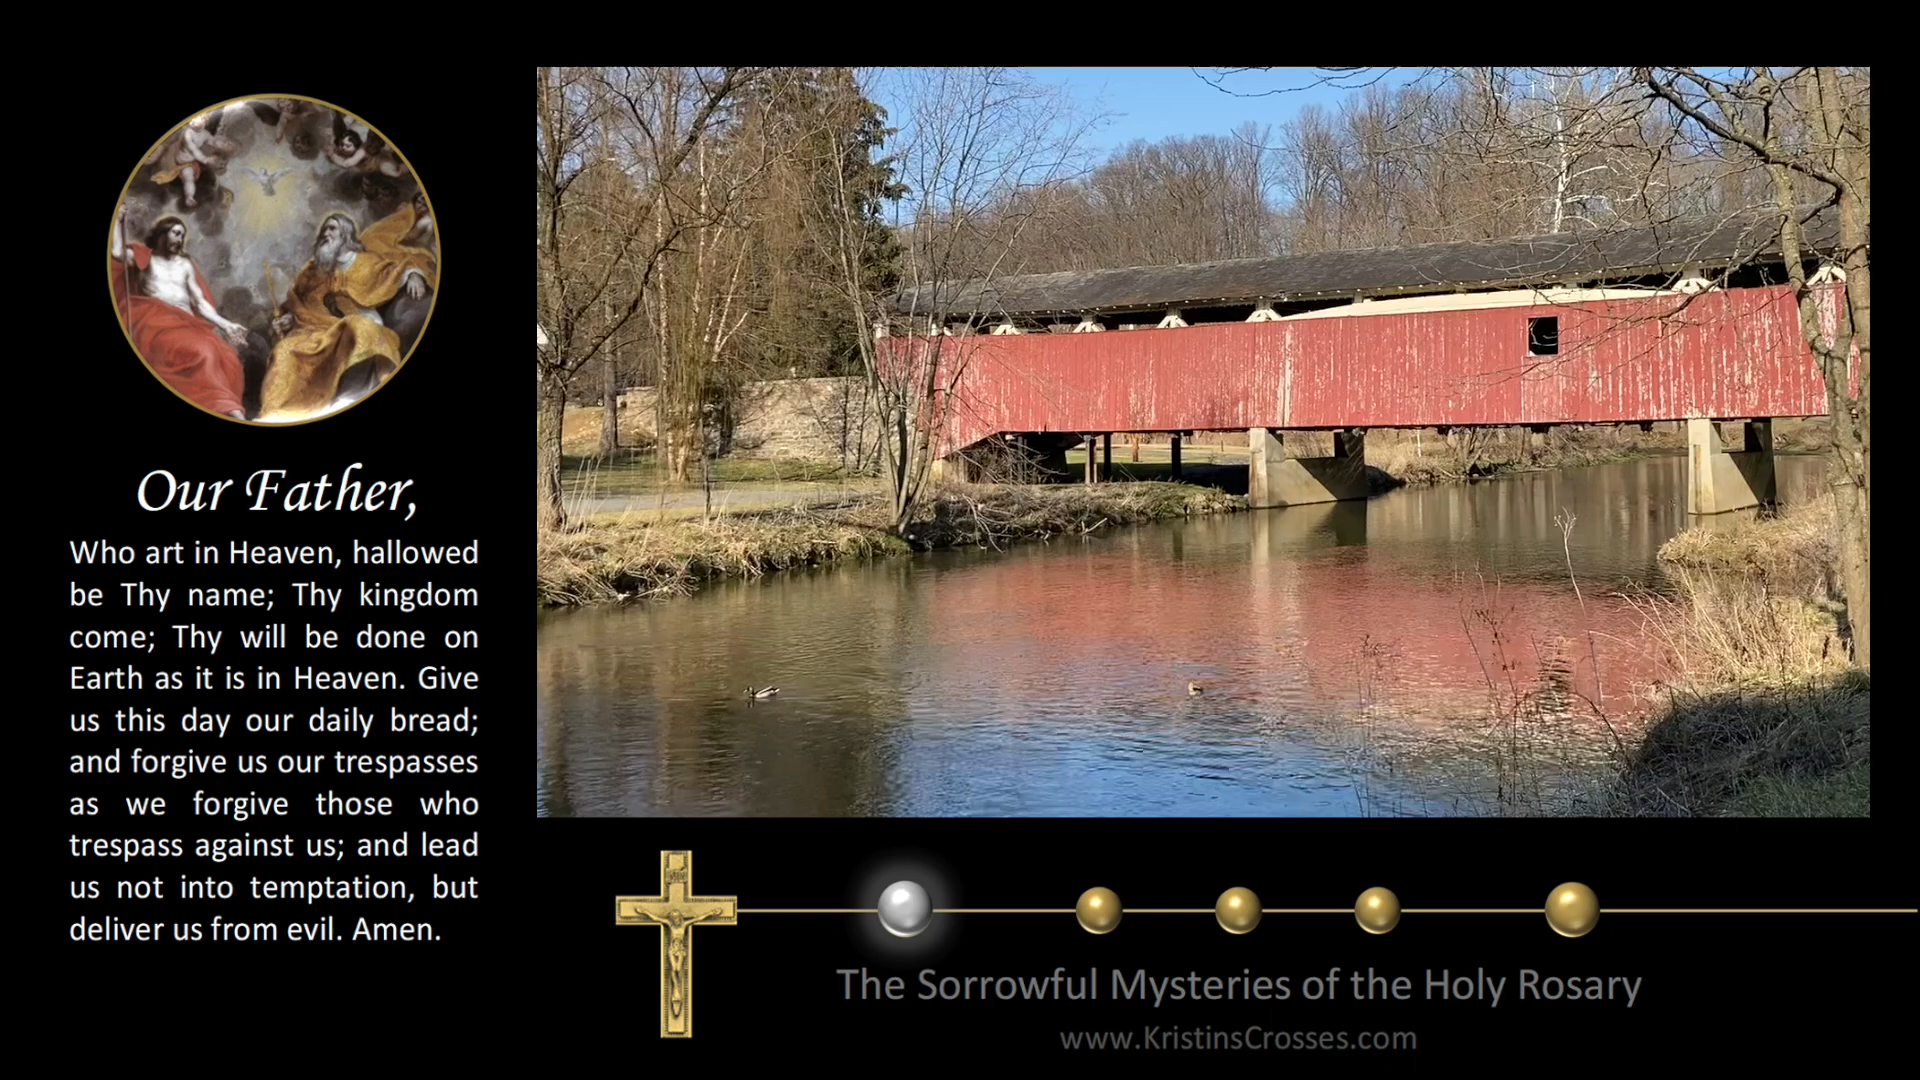 Our Father,
Who art in Heaven, hallowed
be Thy name; Thy kingdom
come; Thy will be done on
Earth as it is in Heaven. Give
us this day our daily bread;
and forgive us our trespasses
as we forgive those who
trespass against us; and lead
us not into temptation, but
deliver us from evil. Amen.
The Sorrowful Mysteries of the Holy Rosary
www.KristinsCrosses.com